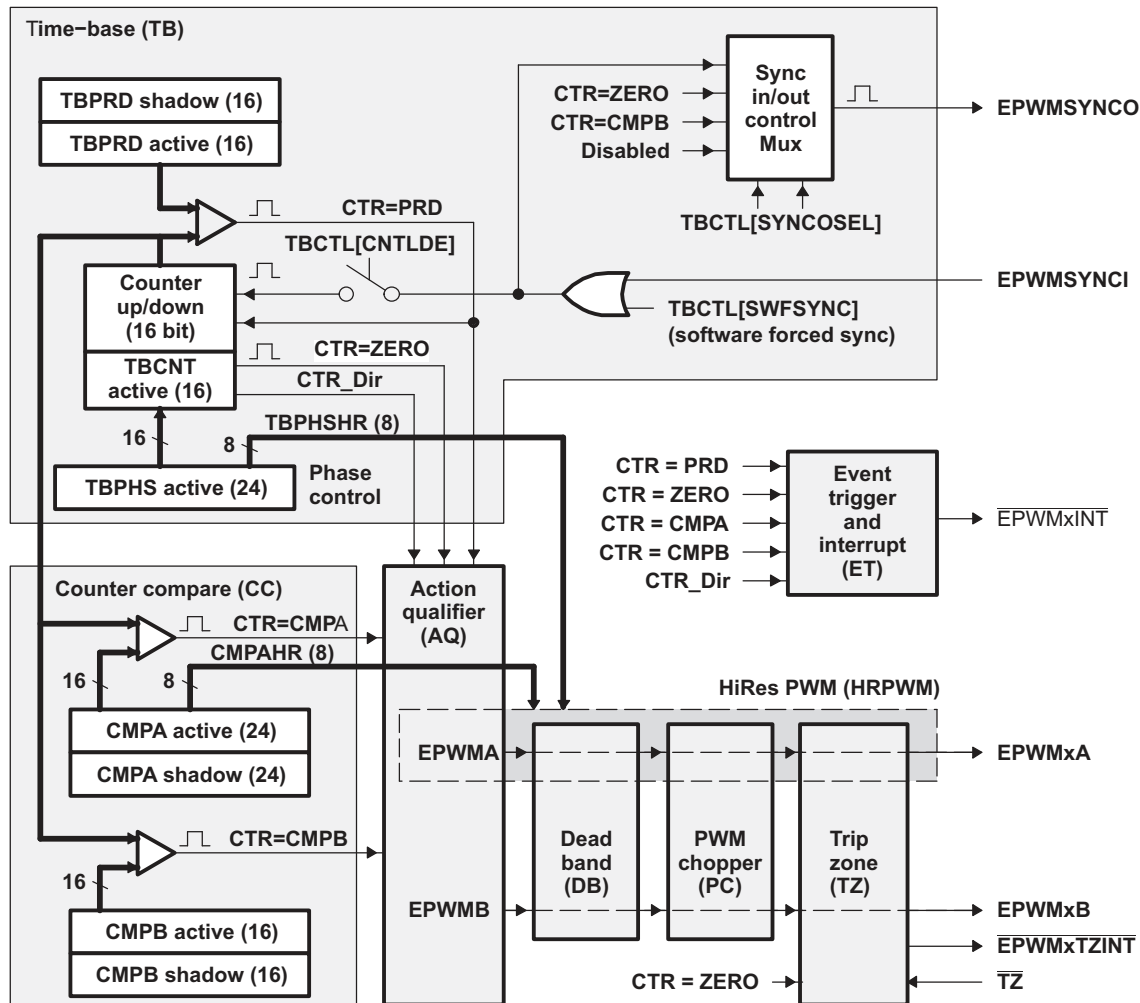 Time−base (TB)
TBPRD shadow (16)
TBPRD active (16)
CTR=PRD
TBCTL[CNTLDE]
Counter
up/down
(16 bit)
TBCNT
active (16)
CTR=ZERO
CTR_Dir
16
8
TBPHSHR (8)
TBPHS active (24)
Phase
control
CTR=ZERO
CTR=CMPB
Disabled
Sync
in/out
control
Mux
TBCTL[SYNCOSEL]
EPWMSYNCO
EPWMSYNCI
TBCTL[SWFSYNC]
(software forced sync)
CTR = PRD
CTR = ZERO
CTR = CMPA
CTR = CMPB
CTR_Dir
Event
trigger
and
interrupt
(ET)
EPWMxINT
Counter compare (CC)
CTR=CMPA
16
8
CMPAHR (8)
CMPA active (24)
CMPA shadow (24)
CTR=CMPB
16
CMPB active (16)
CMPB shadow (16)
Action
qualifier
(AQ)
HiRes PWM (HRPWM)
EPWMA
EPWMB
Dead
band
(DB)
PWM
chopper
(PC)
Trip
zone
(TZ)
CTR = ZERO
EPWMxA
EPWMxB
EPWMxTZINT
TZ